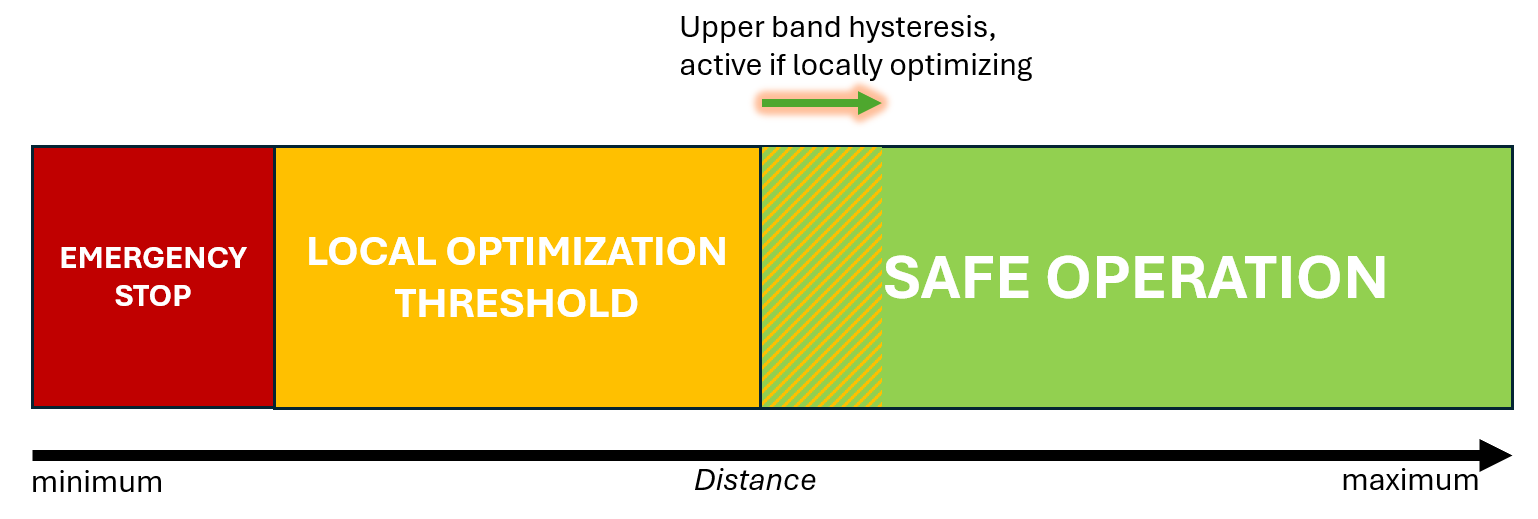 Upper band hysteresis,
active if locally optimizing
EMERGENCY
STOP
LOCAL OPTIMIZATION
THRESHOLD
SAFE OPERATION
minimum
Distance
maximum